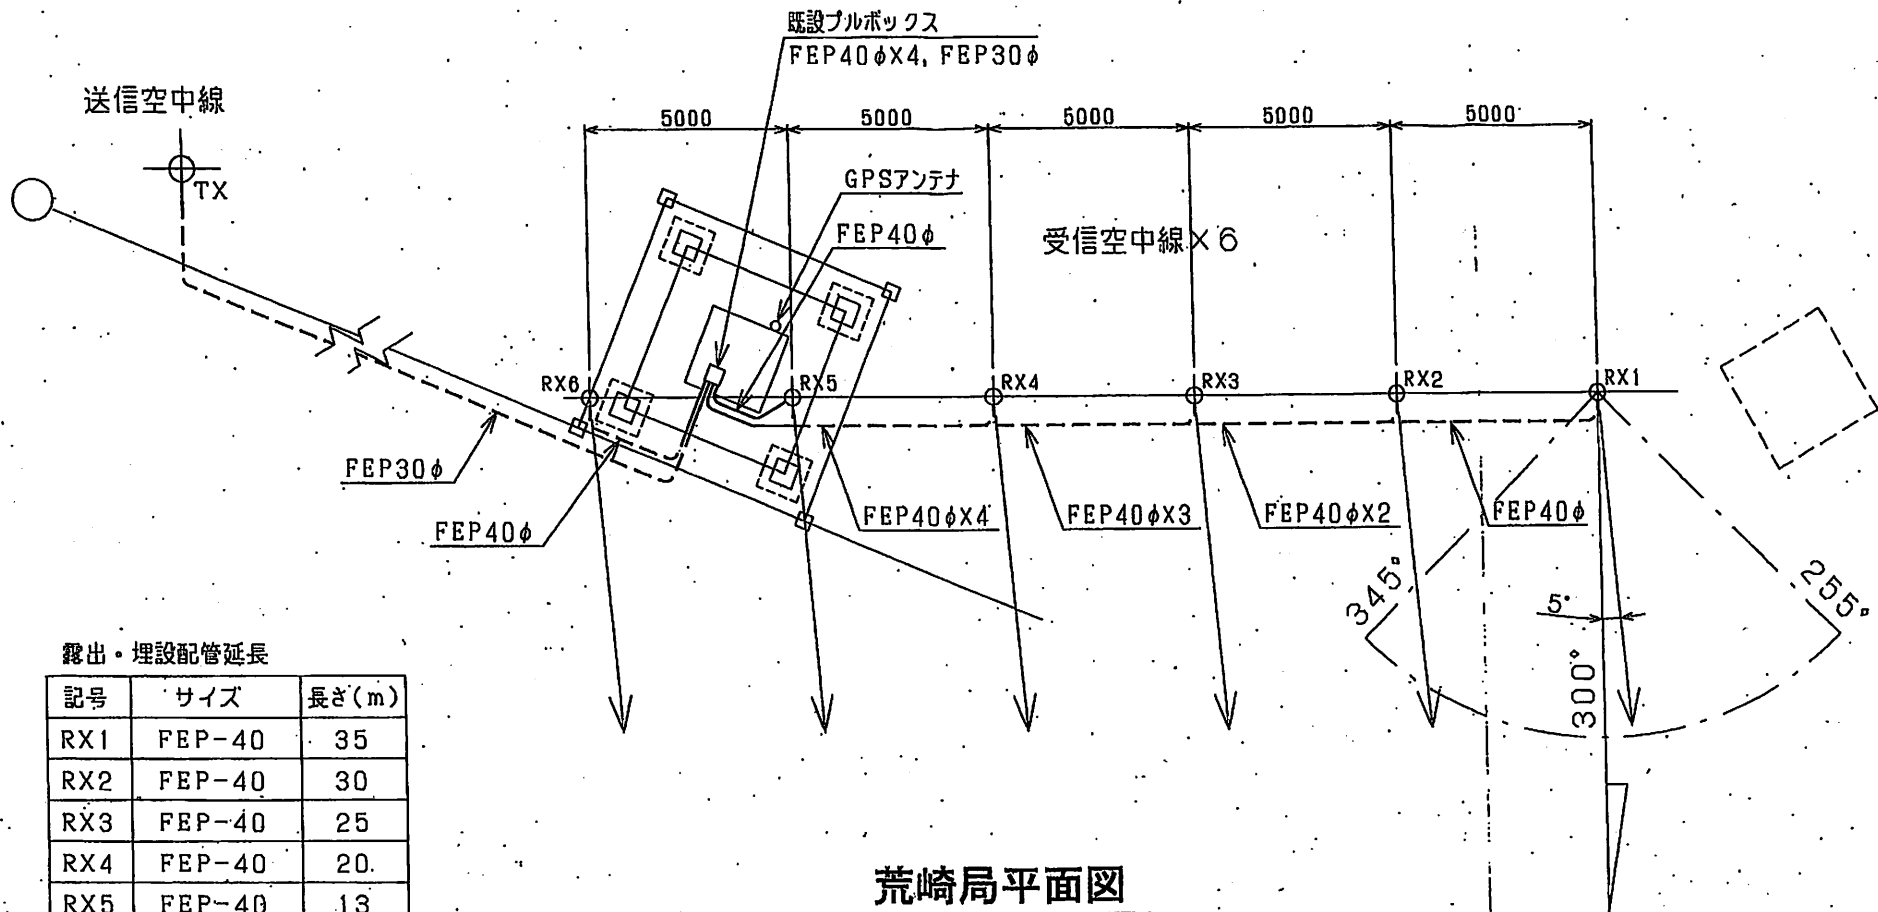 既設プルボックス
FEP40φX4, FEP30φ
送信空中線
TX
5000
5000
5000
5000
5000
GPSアンテナ
FEP40φ
受信空中線×6
RX6
RX5
RX4
RX3
RX2
RX1
FEP30φ
FEP40φ
FEP40φX4
FEP40φX3
FEP40φX2
FEP40φ
345°
255°
5°
300°
露出・埋設配管延長
記号 サイズ 長さ(m)
RX1 FEP-40 35
RX2 FEP-40 30
RX3 FEP-40 25
RX4 FEP-40 20
RX5 FEP-40 13
荒崎局平面図